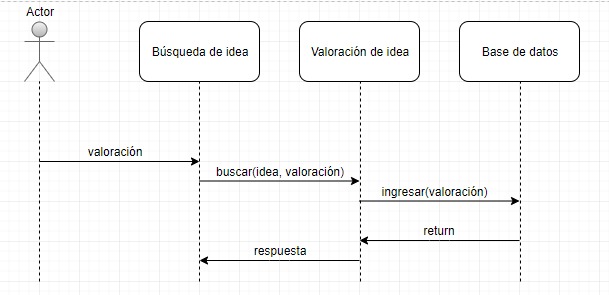 Actor
Búsqueda de idea
Valoración de idea
Base de datos
valoración
buscar(idea, valoración)
ingresar(valoración)
return
respuesta